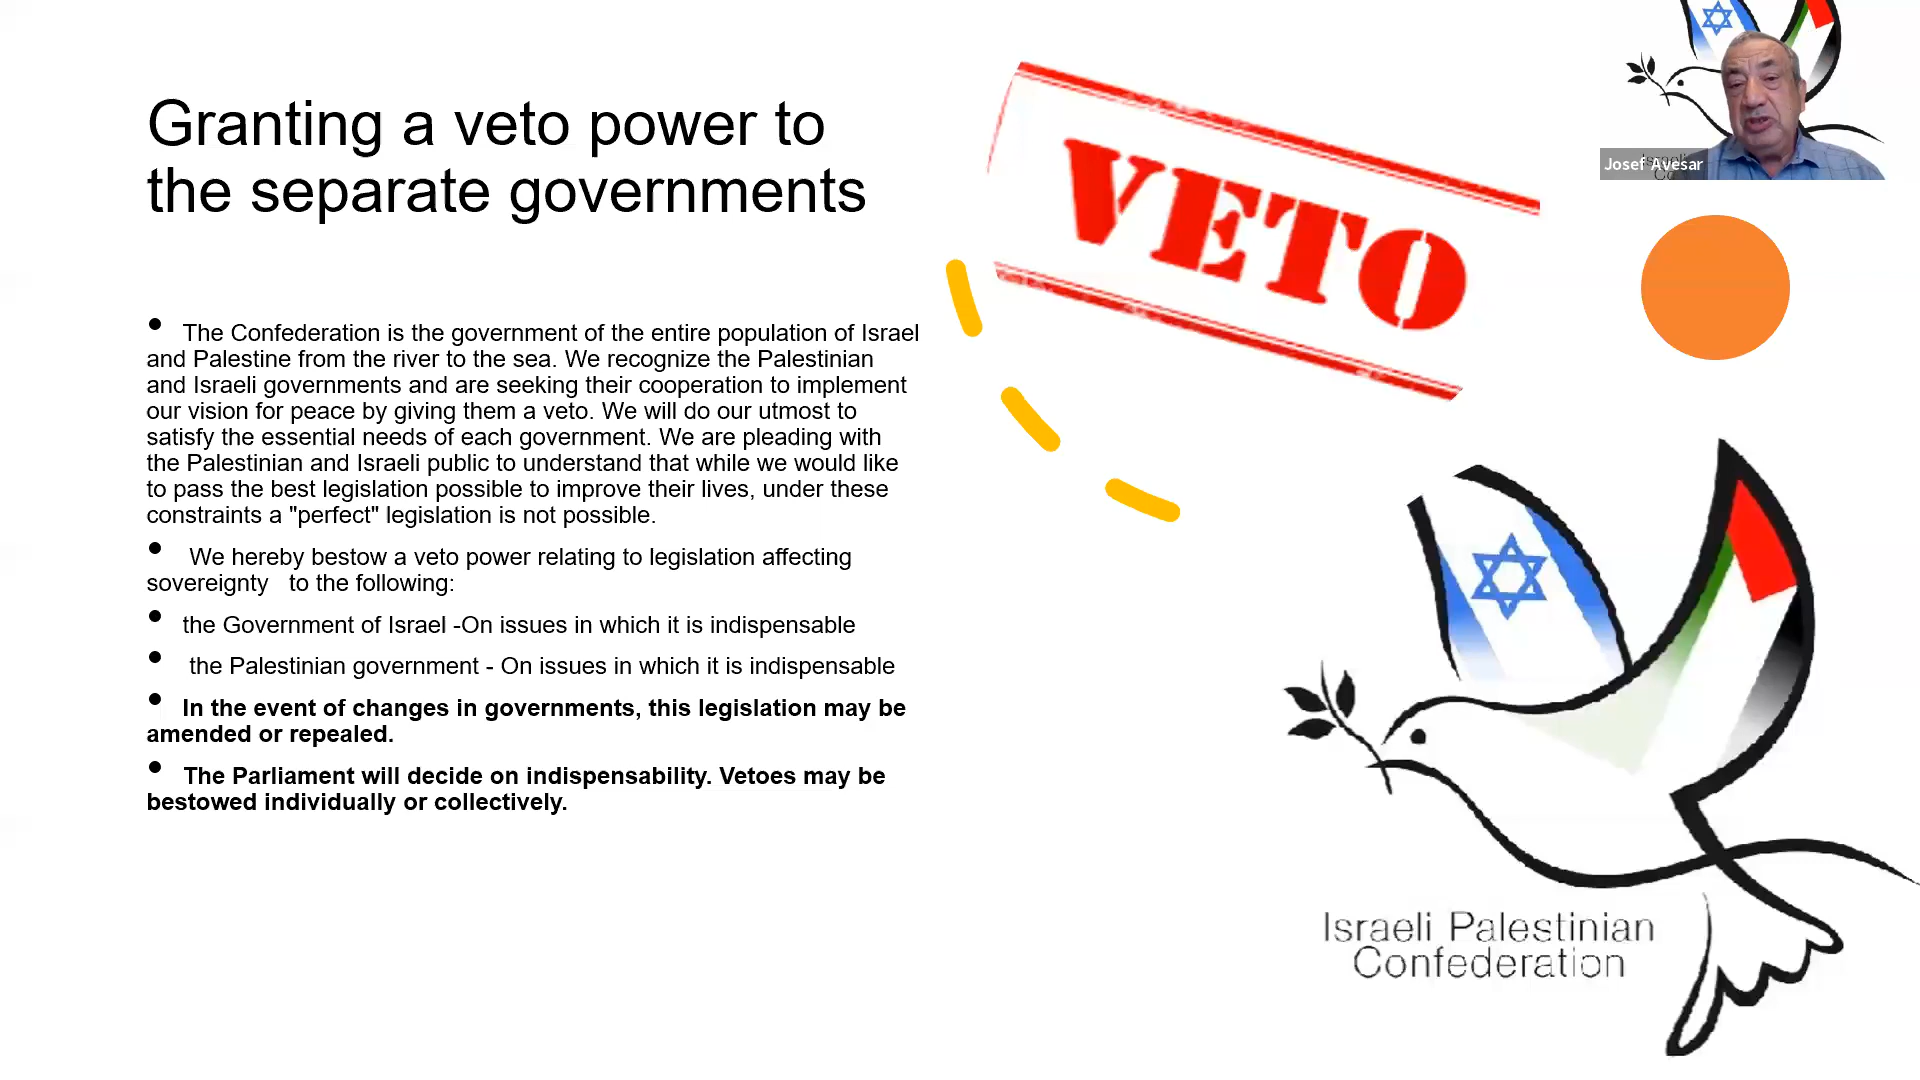 Granting a veto power to
the separate governments
• The Confederation is the government of the entire population of Israel
and Palestine from the river to the sea. We recognize the Palestinian
and Israeli governments and are seeking their cooperation to implement
our vision for peace by giving them a veto. We will do our utmost to
satisfy the essential needs of each government. We are pleading with
the Palestinian and Israeli public to understand that while we would like
to pass the best legislation possible to improve their lives, under these
constraints a "perfect" legislation is not possible.
• We hereby bestow a veto power relating to legislation affecting
sovereignty to the following:
• the Government of Israel -On issues in which it is indispensable
• the Palestinian government - On issues in which it is indispensable
• In the event of changes in governments, this legislation may be
amended or repealed.
• The Parliament will decide on indispensability. Vetoes may be
bestowed individually or collectively.
VETO
Josef Avesar
Israeli Palestinian
Confederation